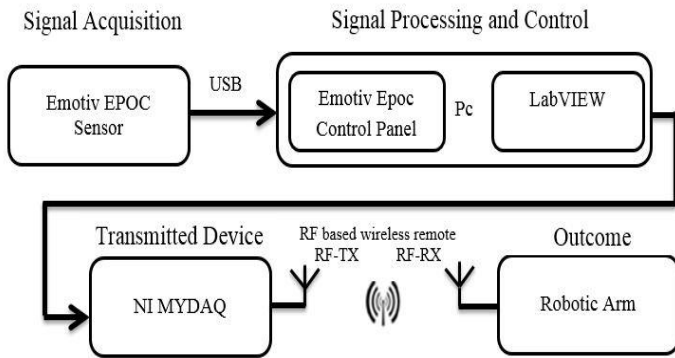 Signal Acquisition
Signal Processing and Control
Emotiv EPOC
Sensor
USB
Emotiv Epoc
Control Panel
Pc
LabVIEW
Transmitted Device
NI MYDAQ
RF based wireless remote
RF-TX
RF-RX
Outcome
Robotic Arm